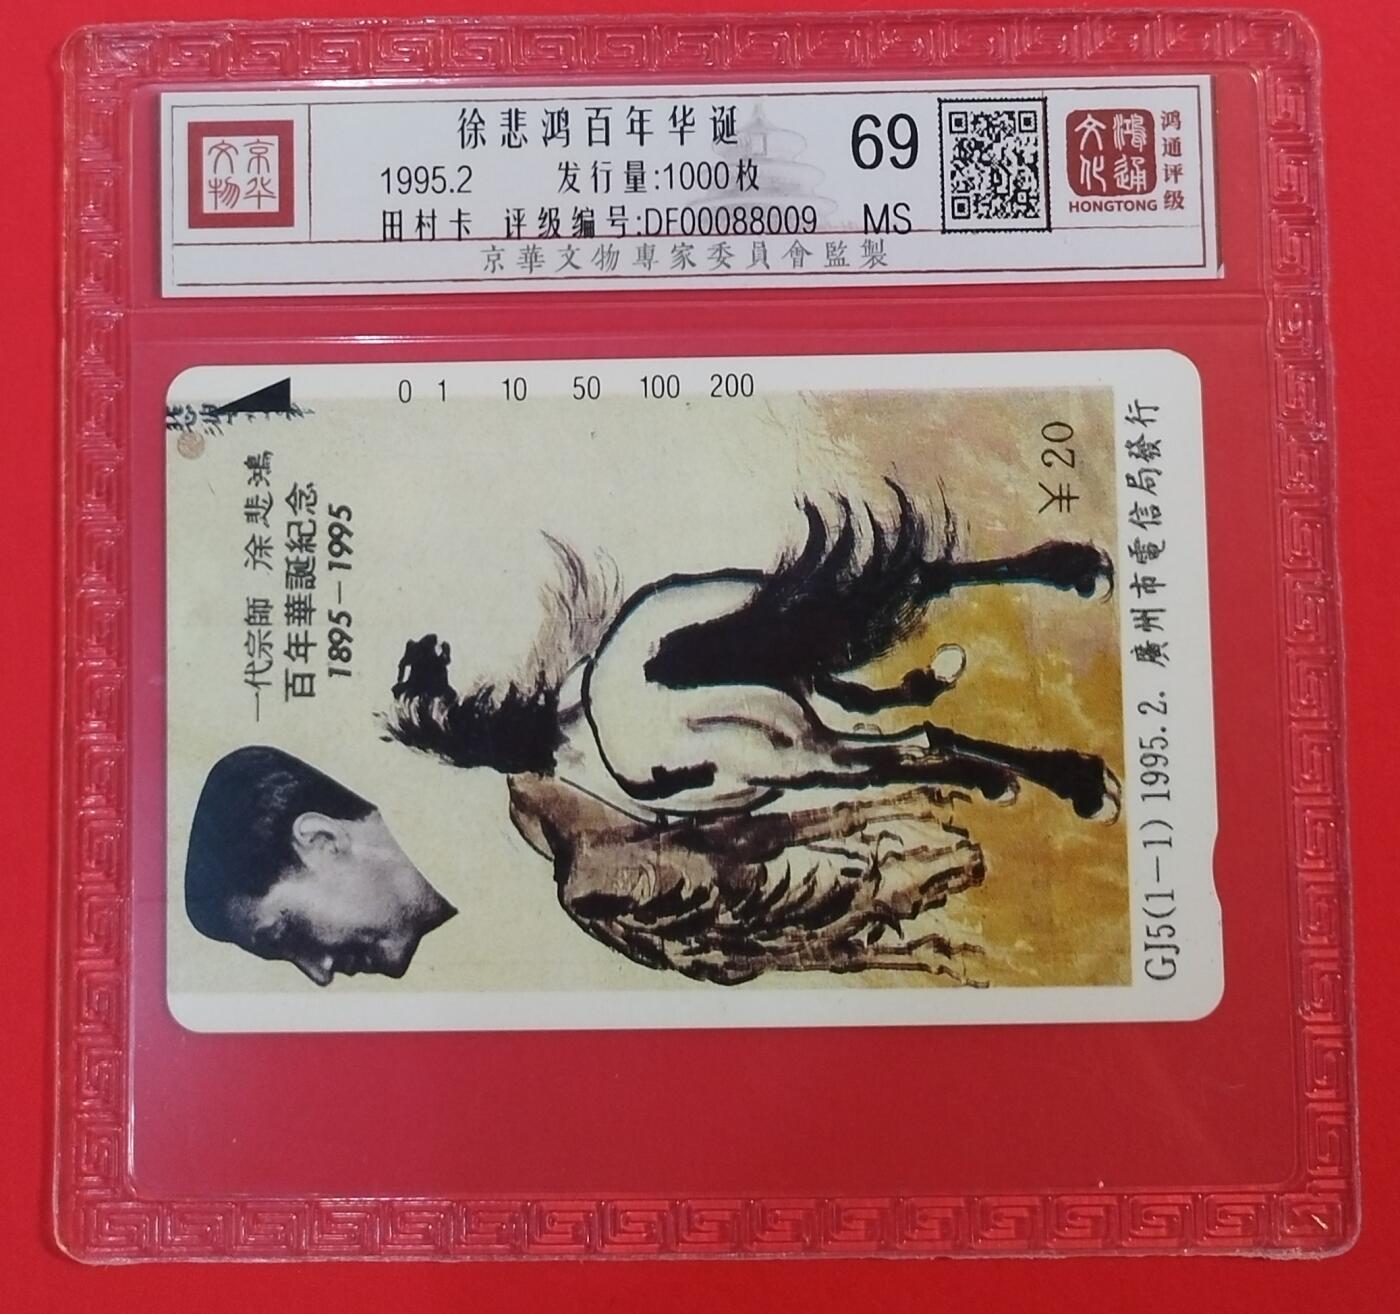 京华
文物
徐悲鸿百年华诞
1995.2 发行量:1000枚
田村卡 评级编号:DF00088009
69
MS
鸿通
文化
HONGTONG
鸿通评级
京華文物專家委員會監製
0 1 10 50 100 200
一代宗師 涂悲鴻
百年華誕紀念
1895－1995
¥20
GJ5(1－1) 1995.2. 廣州市電信局發行